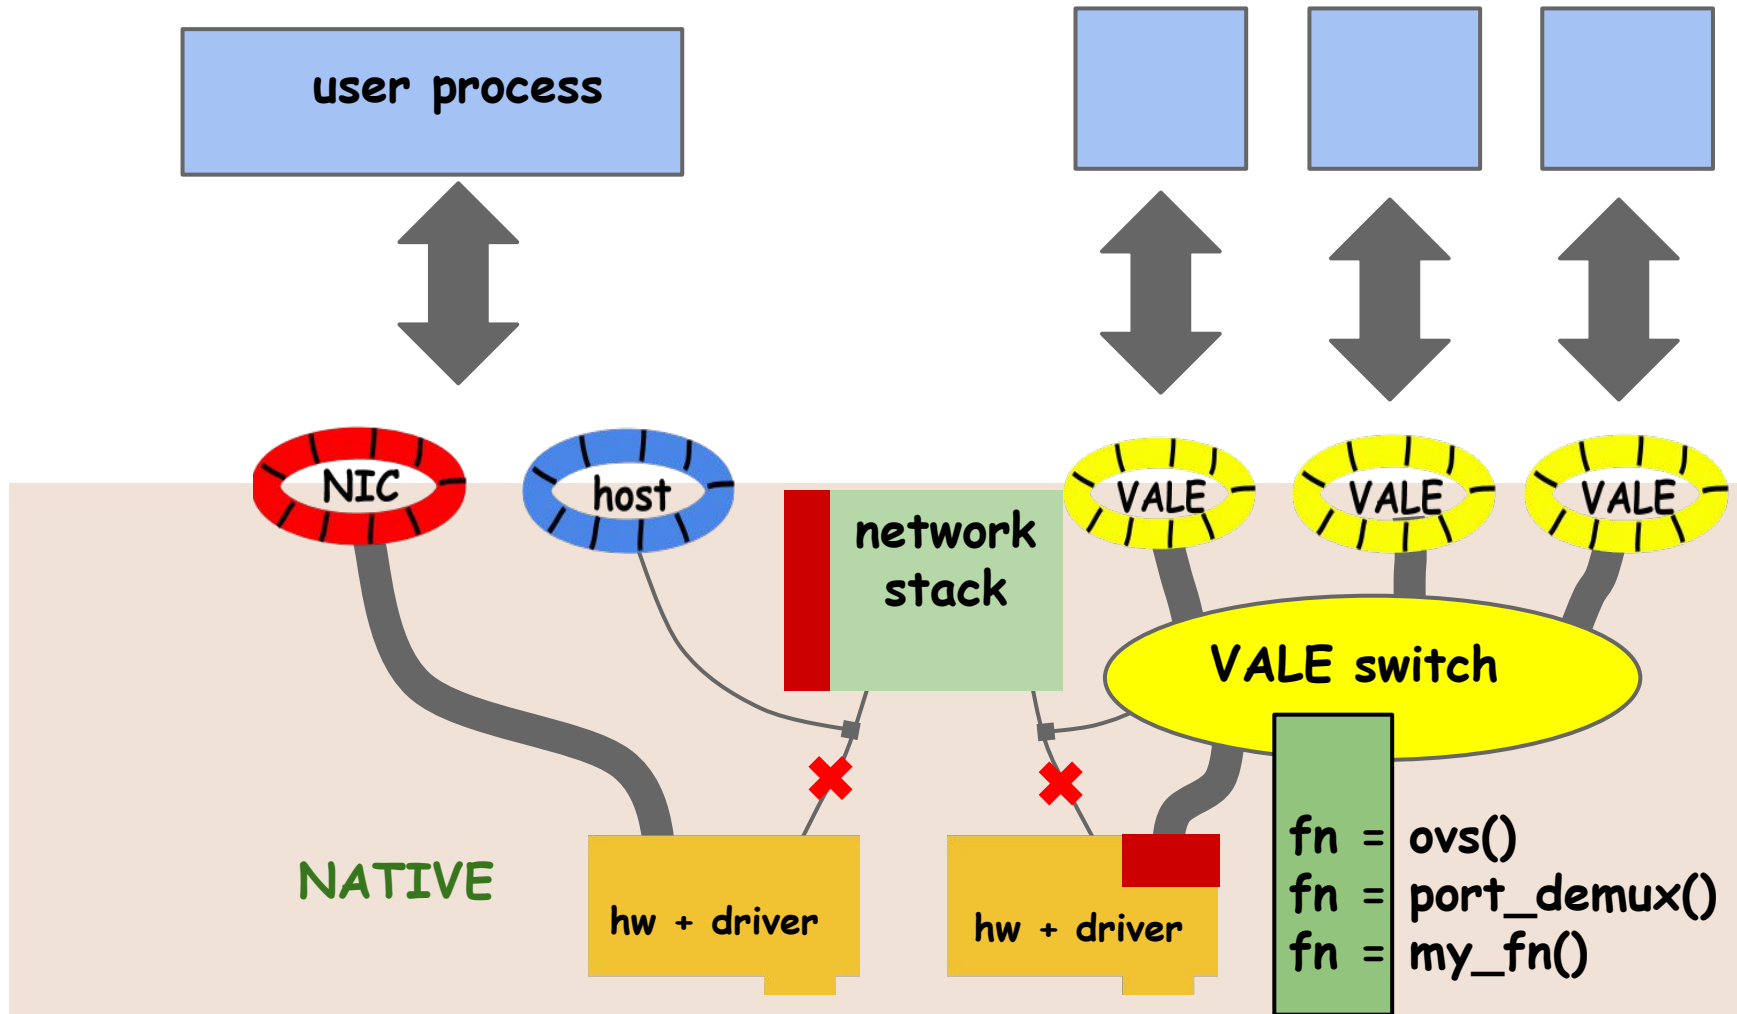 user process
NIC
host
VALE
VALE
VALE
network
stack
VALE switch
NATIVE
hw + driver
hw + driver
fn = ovs()
fn = port_demux()
fn = my_fn()